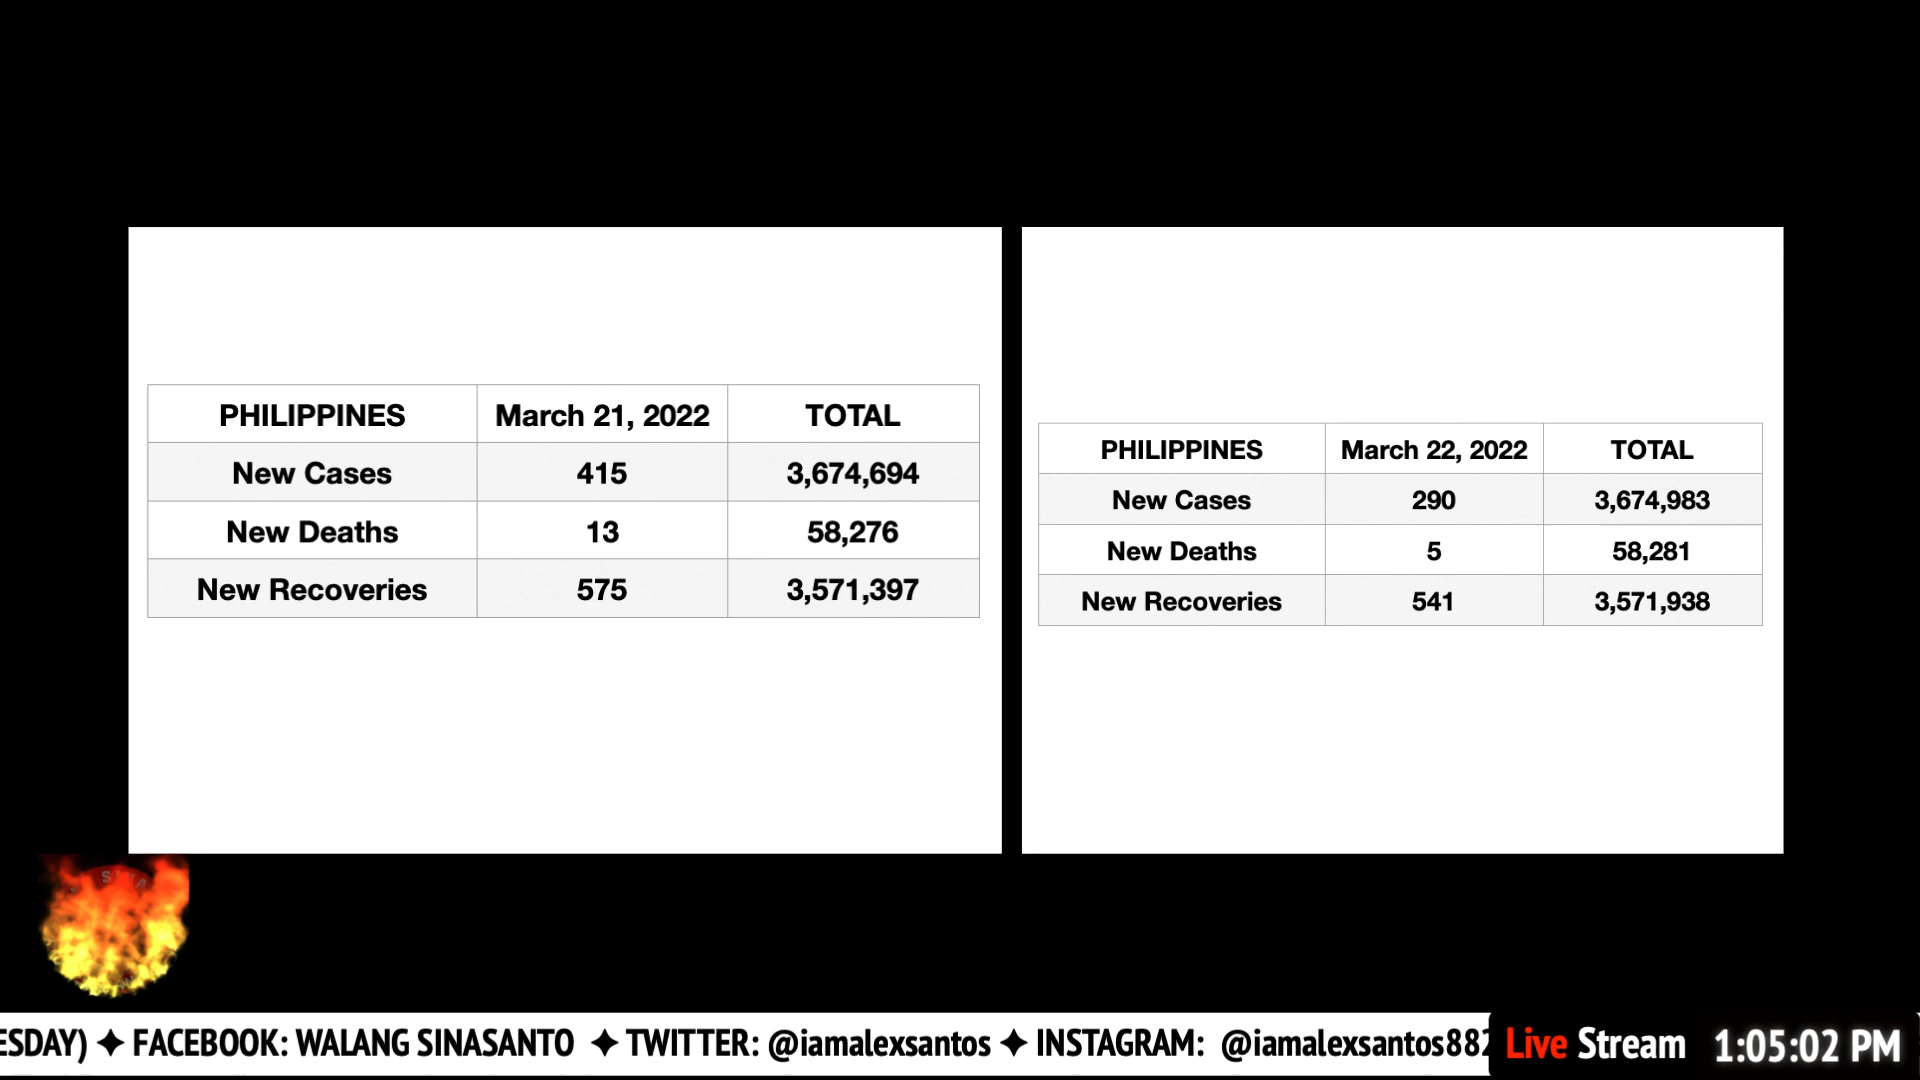 PHILIPPINES March 21, 2022 TOTAL
New Cases 415 3,674,694
New Deaths 13 58,276
New Recoveries 575 3,571,397
PHILIPPINES March 22, 2022 TOTAL
New Cases 290 3,674,983
New Deaths 5 58,281
New Recoveries 541 3,571,938
ESDAY) ✦ FACEBOOK: WALANG SINASANTO ✦ TWITTER: @iamalexsantos ✦ INSTAGRAM: @iamalexsantos882
Live Stream 1:05:02 PM